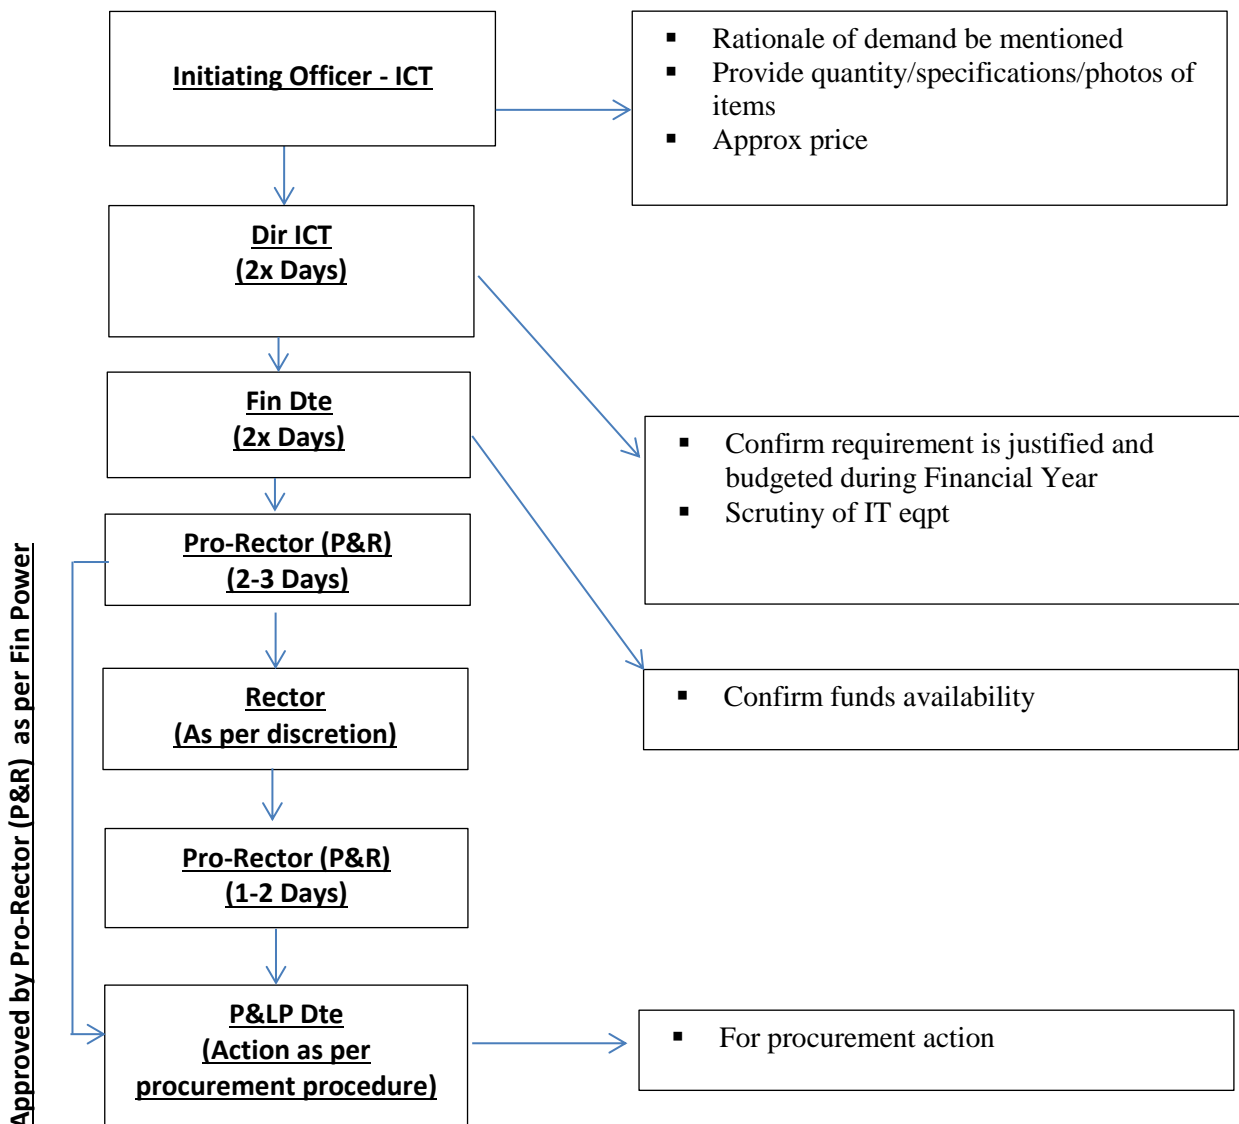 Initiating Officer - ICT
▪ Rationale of demand be mentioned
▪ Provide quantity/specifications/photos of
items
▪ Approx price
Dir ICT
(2x Days)
Fin Dte
(2x Days)
▪ Confirm requirement is justified and
budgeted during Financial Year
▪ Scrutiny of IT eqpt
Pro-Rector (P&R)
(2-3 Days)
Rector
(As per discretion)
▪ Confirm funds availability
Pro-Rector (P&R)
(1-2 Days)
P&LP Dte
(Action as per
procurement procedure)
▪ For procurement action
Approved by Pro-Rector (P&R) as per Fin Power